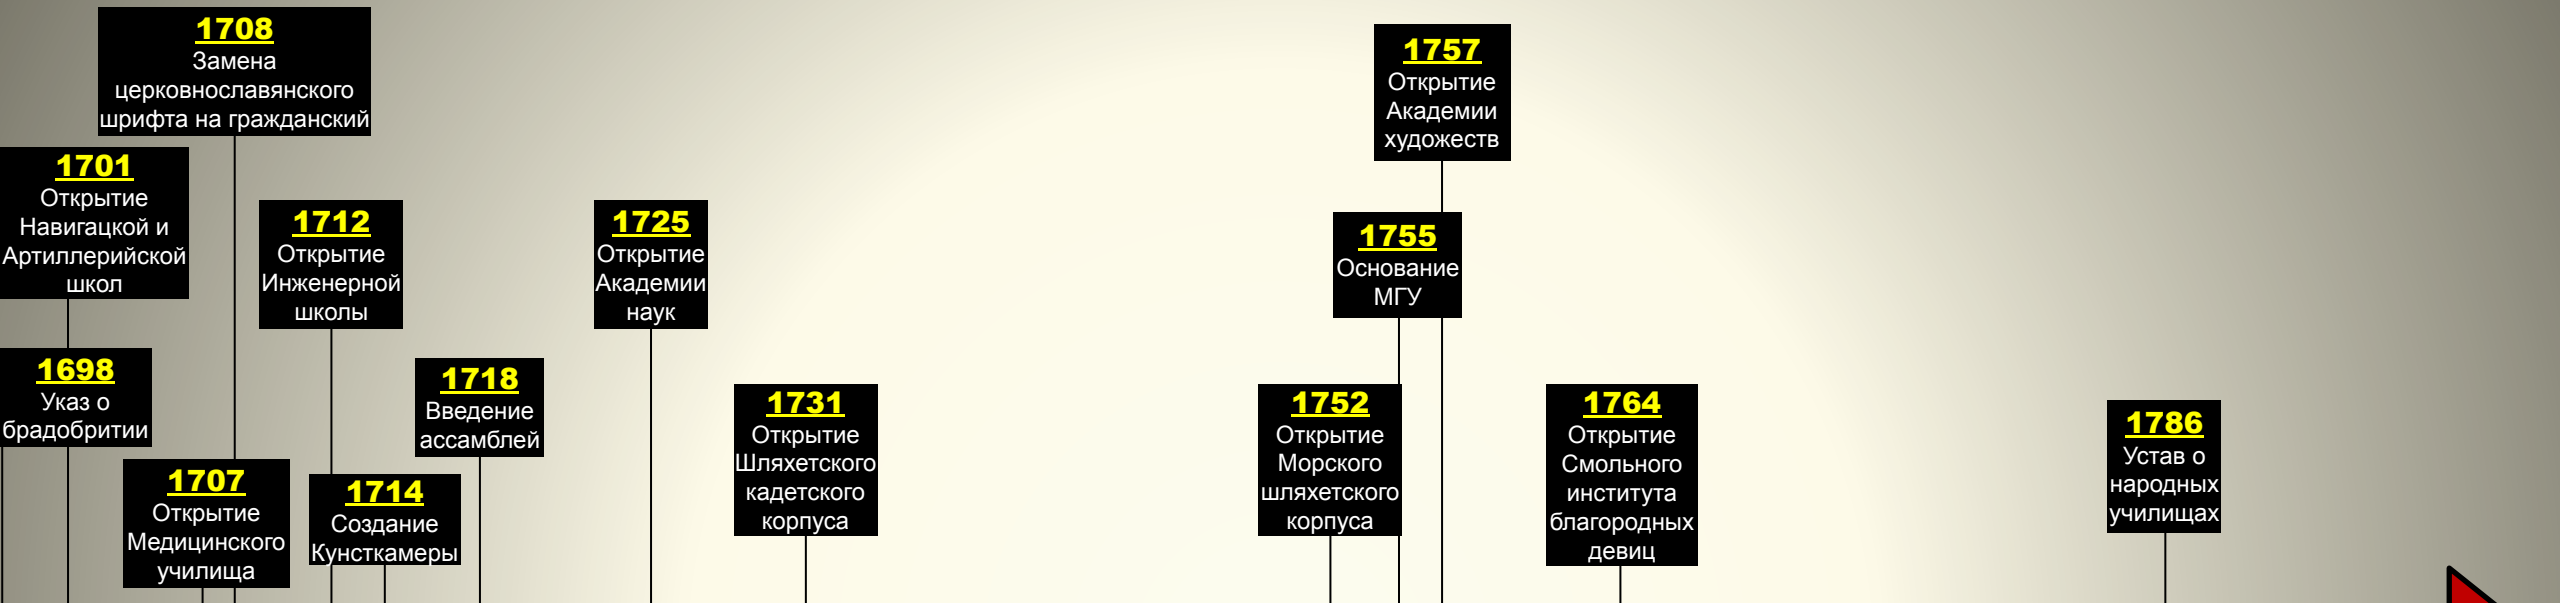 1708
Замена
церковнославянского
шрифта на гражданский
1701
Открытие
Навигацкой и
Артиллерийской
школ
1698
Указ о
брадобритии
1707
Открытие
Медицинского
училища
1712
Открытие
Инженерной
школы
1714
Создание
Кунсткамеры
1718
Введение
ассамблей
1725
Открытие
Академии
наук
1731
Открытие
Шляхетского
кадетского
корпуса
1757
Открытие
Академии
художеств
1755
Основание
МГУ
1752
Открытие
Морского
шляхетского
корпуса
1764
Открытие
Смольного
института
благородных
девиц
1786
Устав о
народных
училищах